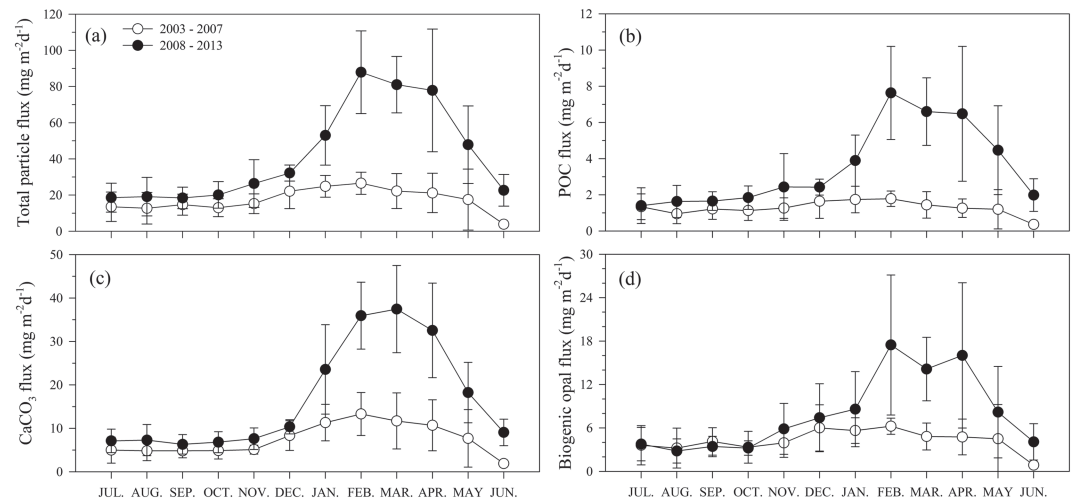 (a)
2003 - 2007
2008 - 2013
Total particle flux (mg m-2d-1)
120
100
80
60
40
20
0
(b)
POC flux (mg m-2d-1)
12
10
8
6
4
2
0
(c)
CaCO3 flux (mg m-2d-1)
50
40
30
20
10
0
JUL. AUG. SEP. OCT. NOV. DEC. JAN. FEB. MAR. APR. MAY JUN.
(d)
Biogenic opal flux (mg m-2d-1)
30
24
18
12
6
0
JUL. AUG. SEP. OCT. NOV. DEC. JAN. FEB. MAR. APR. MAY JUN.